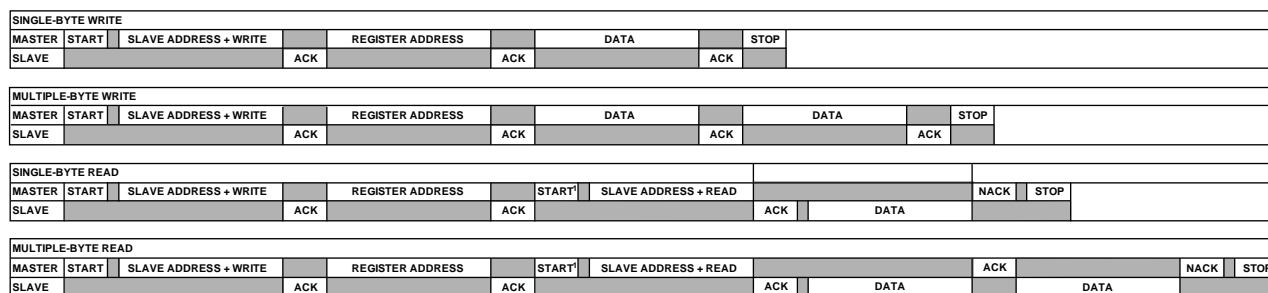 SINGLE-BYTE WRITE
MASTER START SLAVE ADDRESS + WRITE REGISTER ADDRESS DATA STOP
SLAVE ACK ACK ACK
MULTIPLE-BYTE WRITE
MASTER START SLAVE ADDRESS + WRITE REGISTER ADDRESS DATA DATA STOP
SLAVE ACK ACK ACK ACK
SINGLE-BYTE READ
MASTER START SLAVE ADDRESS + WRITE REGISTER ADDRESS START¹ SLAVE ADDRESS + READ NACK STOP
SLAVE ACK ACK ACK DATA
MULTIPLE-BYTE READ
MASTER START SLAVE ADDRESS + WRITE REGISTER ADDRESS START¹ SLAVE ADDRESS + READ ACK NACK STOP
SLAVE ACK ACK ACK DATA DATA